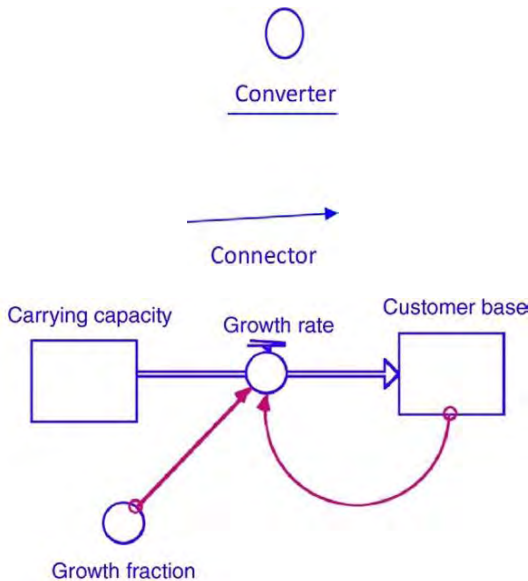 Converter
Connector
Carrying capacity
Growth rate
Customer base
Growth fraction